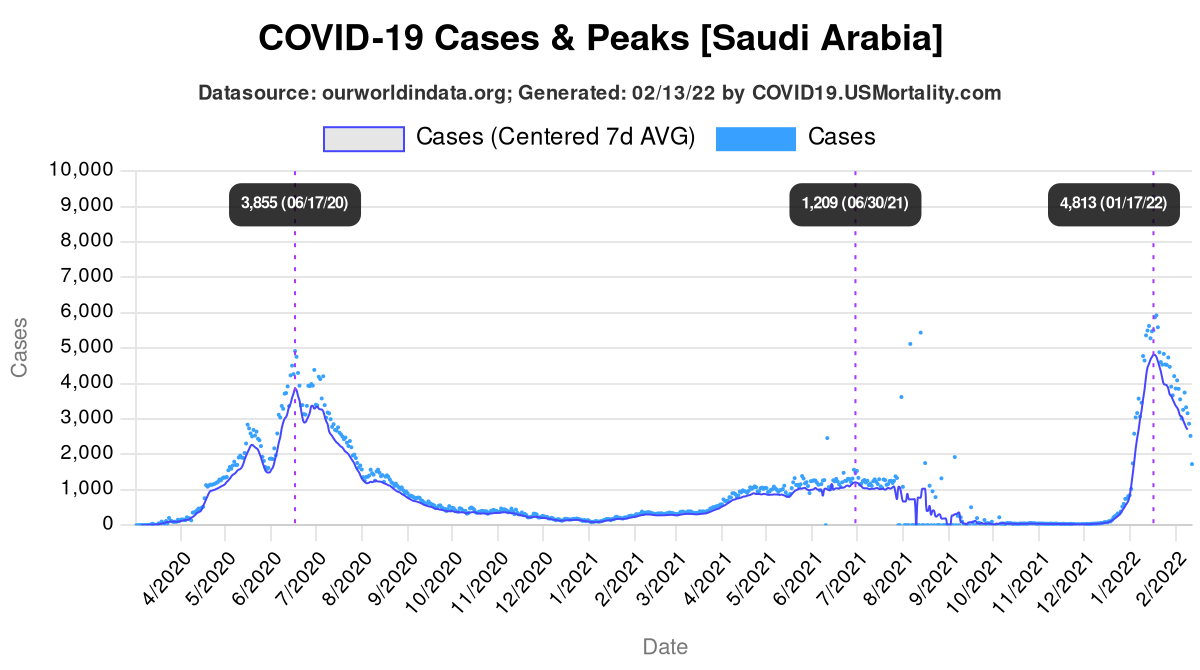 COVID-19 Cases & Peaks [Saudi Arabia]
Datasource: ourworldindata.org; Generated: 02/13/22 by COVID19.USMortality.com
Cases (Centered 7d AVG) Cases
10,000
9,000
8,000
7,000
6,000
5,000
4,000
3,000
2,000
1,000
0
Cases
3,855 (06/17/20) 1,209 (06/30/21) 4,813 (01/17/22)
4/2020 5/2020 6/2020 7/2020 8/2020 9/2020 10/2020 11/2020 12/2020 1/2021 2/2021 3/2021 4/2021 5/2021 6/2021 7/2021 8/2021 9/2021 10/2021 11/2021 12/2021 1/2022 2/2022
Date